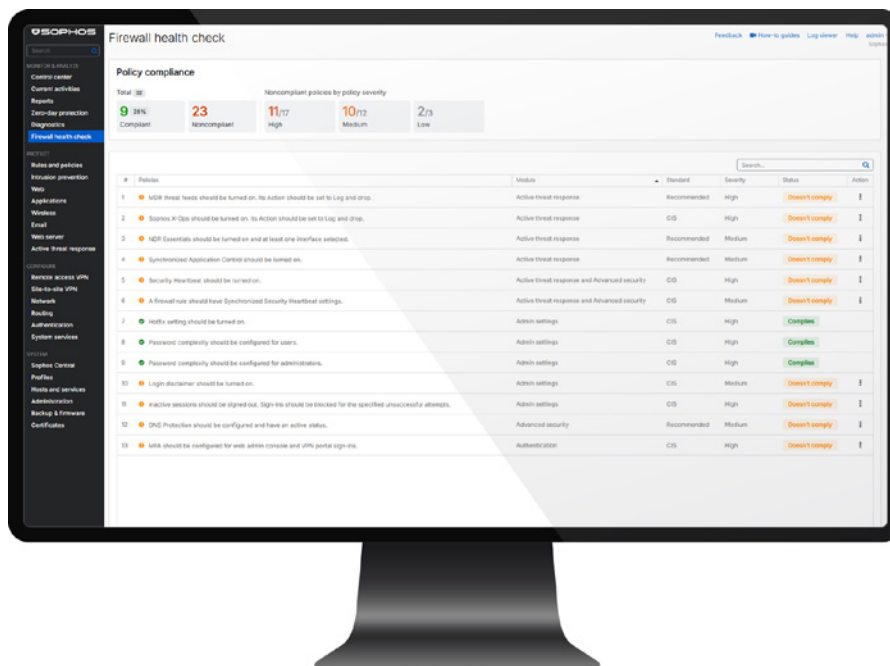 SOPHOS
Search
MONITOR & ANALYZE
Control center
Current activities
Reports
Zero-day protection
Diagnostics
Firewall health check
PROTECT
Rules and policies
Intrusion prevention
Web
Applications
Wireless
Email
Web server
Active threat response
CONFIGURE
Remote access VPN
Site-to-site VPN
Network
Routing
Authentication
System services
SYSTEM
Sophos Central
Profiles
Hosts and services
Administration
Backup & firmware
Certificates
Firewall health check
Feedback How-to guides Log viewer Help admin
Sophos
Policy compliance
Total 32 Noncompliant policies by policy severity
9 28% 23 11/17 10/12 2/3
Compliant Noncompliant High Medium Low
Search...
# Policies Module Standard Severity Status Action
1 MDR threat feeds should be turned on. Its Action should be set to Log and drop. Active threat response Recommended High Doesn't comply
2 Sophos X-Ops should be turned on. Its Action should be set to Log and drop. Active threat response CIS High Doesn't comply
3 NDR Essentials should be turned on and at least one interface selected. Active threat response Recommended Medium Doesn't comply
4 Synchronized Application Control should be turned on. Active threat response Recommended Medium Doesn't comply
5 Security Heartbeat should be turned on. Active threat response and Advanced security CIS High Doesn't comply
6 A firewall rule should have Synchronized Security Heartbeat settings. Active threat response and Advanced security CIS Medium Doesn't comply
7 Hotfix setting should be turned on. Admin settings CIS High Complies
8 Password complexity should be configured for users. Admin settings CIS High Complies
9 Password complexity should be configured for administrators. Admin settings CIS High Complies
10 Login disclaimer should be turned on. Admin settings CIS Medium Doesn't comply
11 Inactive sessions should be signed out. Sign-ins should be blocked for the specified unsuccessful attempts. Admin settings CIS High Doesn't comply
12 DNS Protection should be configured and have an active status. Advanced security Recommended Medium Doesn't comply
13 MFA should be configured for web admin console and VPN portal sign-ins. Authentication CIS High Doesn't comply